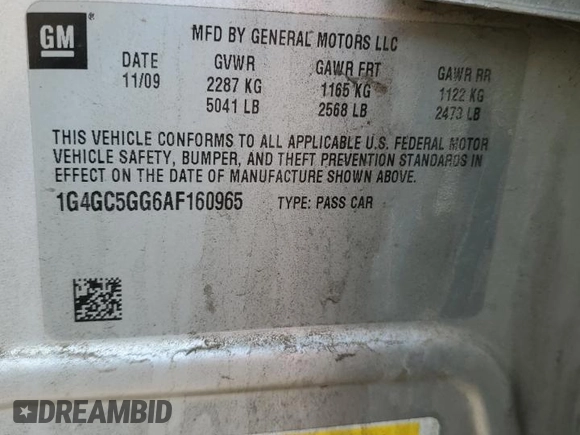 GM
MFD BY GENERAL MOTORS LLC
DATE GVWR GAWR FRT GAWR RR
11/09 2287 KG 1165 KG 1122 KG
5041 LB 2568 LB 2473 LB
THIS VEHICLE CONFORMS TO ALL APPLICABLE U.S. FEDERAL MOTOR
VEHICLE SAFETY, BUMPER, AND THEFT PREVENTION STANDARDS IN
EFFECT ON THE DATE OF MANUFACTURE SHOWN ABOVE.
1G4GC5GG6AF160965 TYPE: PASS CAR
DREAMBID